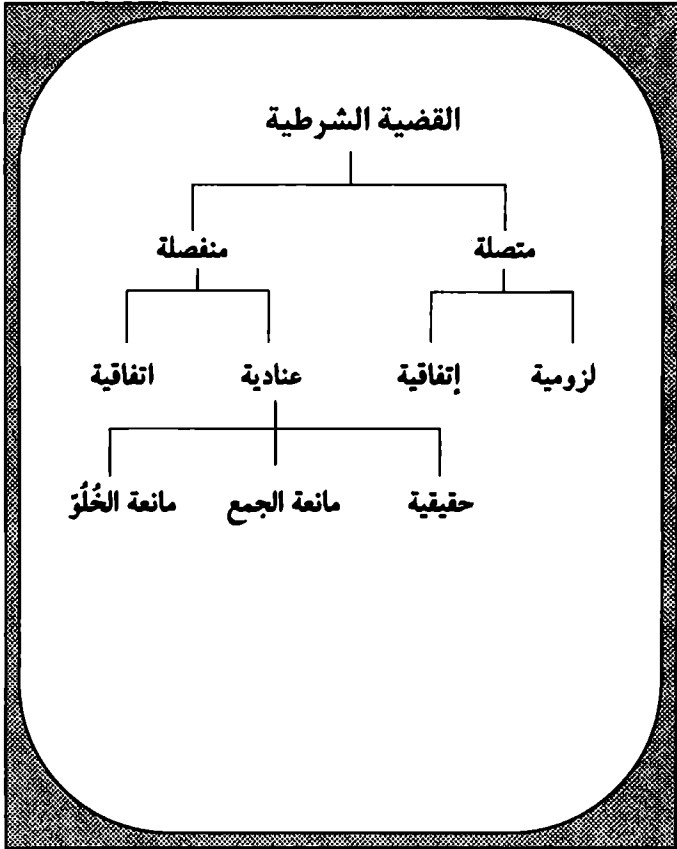 القضية الشرطية
متصلة منفصلة
لزومية إتفاقية عنادية اتفاقية
حقيقية مانعة الجمع مانعة الخُلُوّ